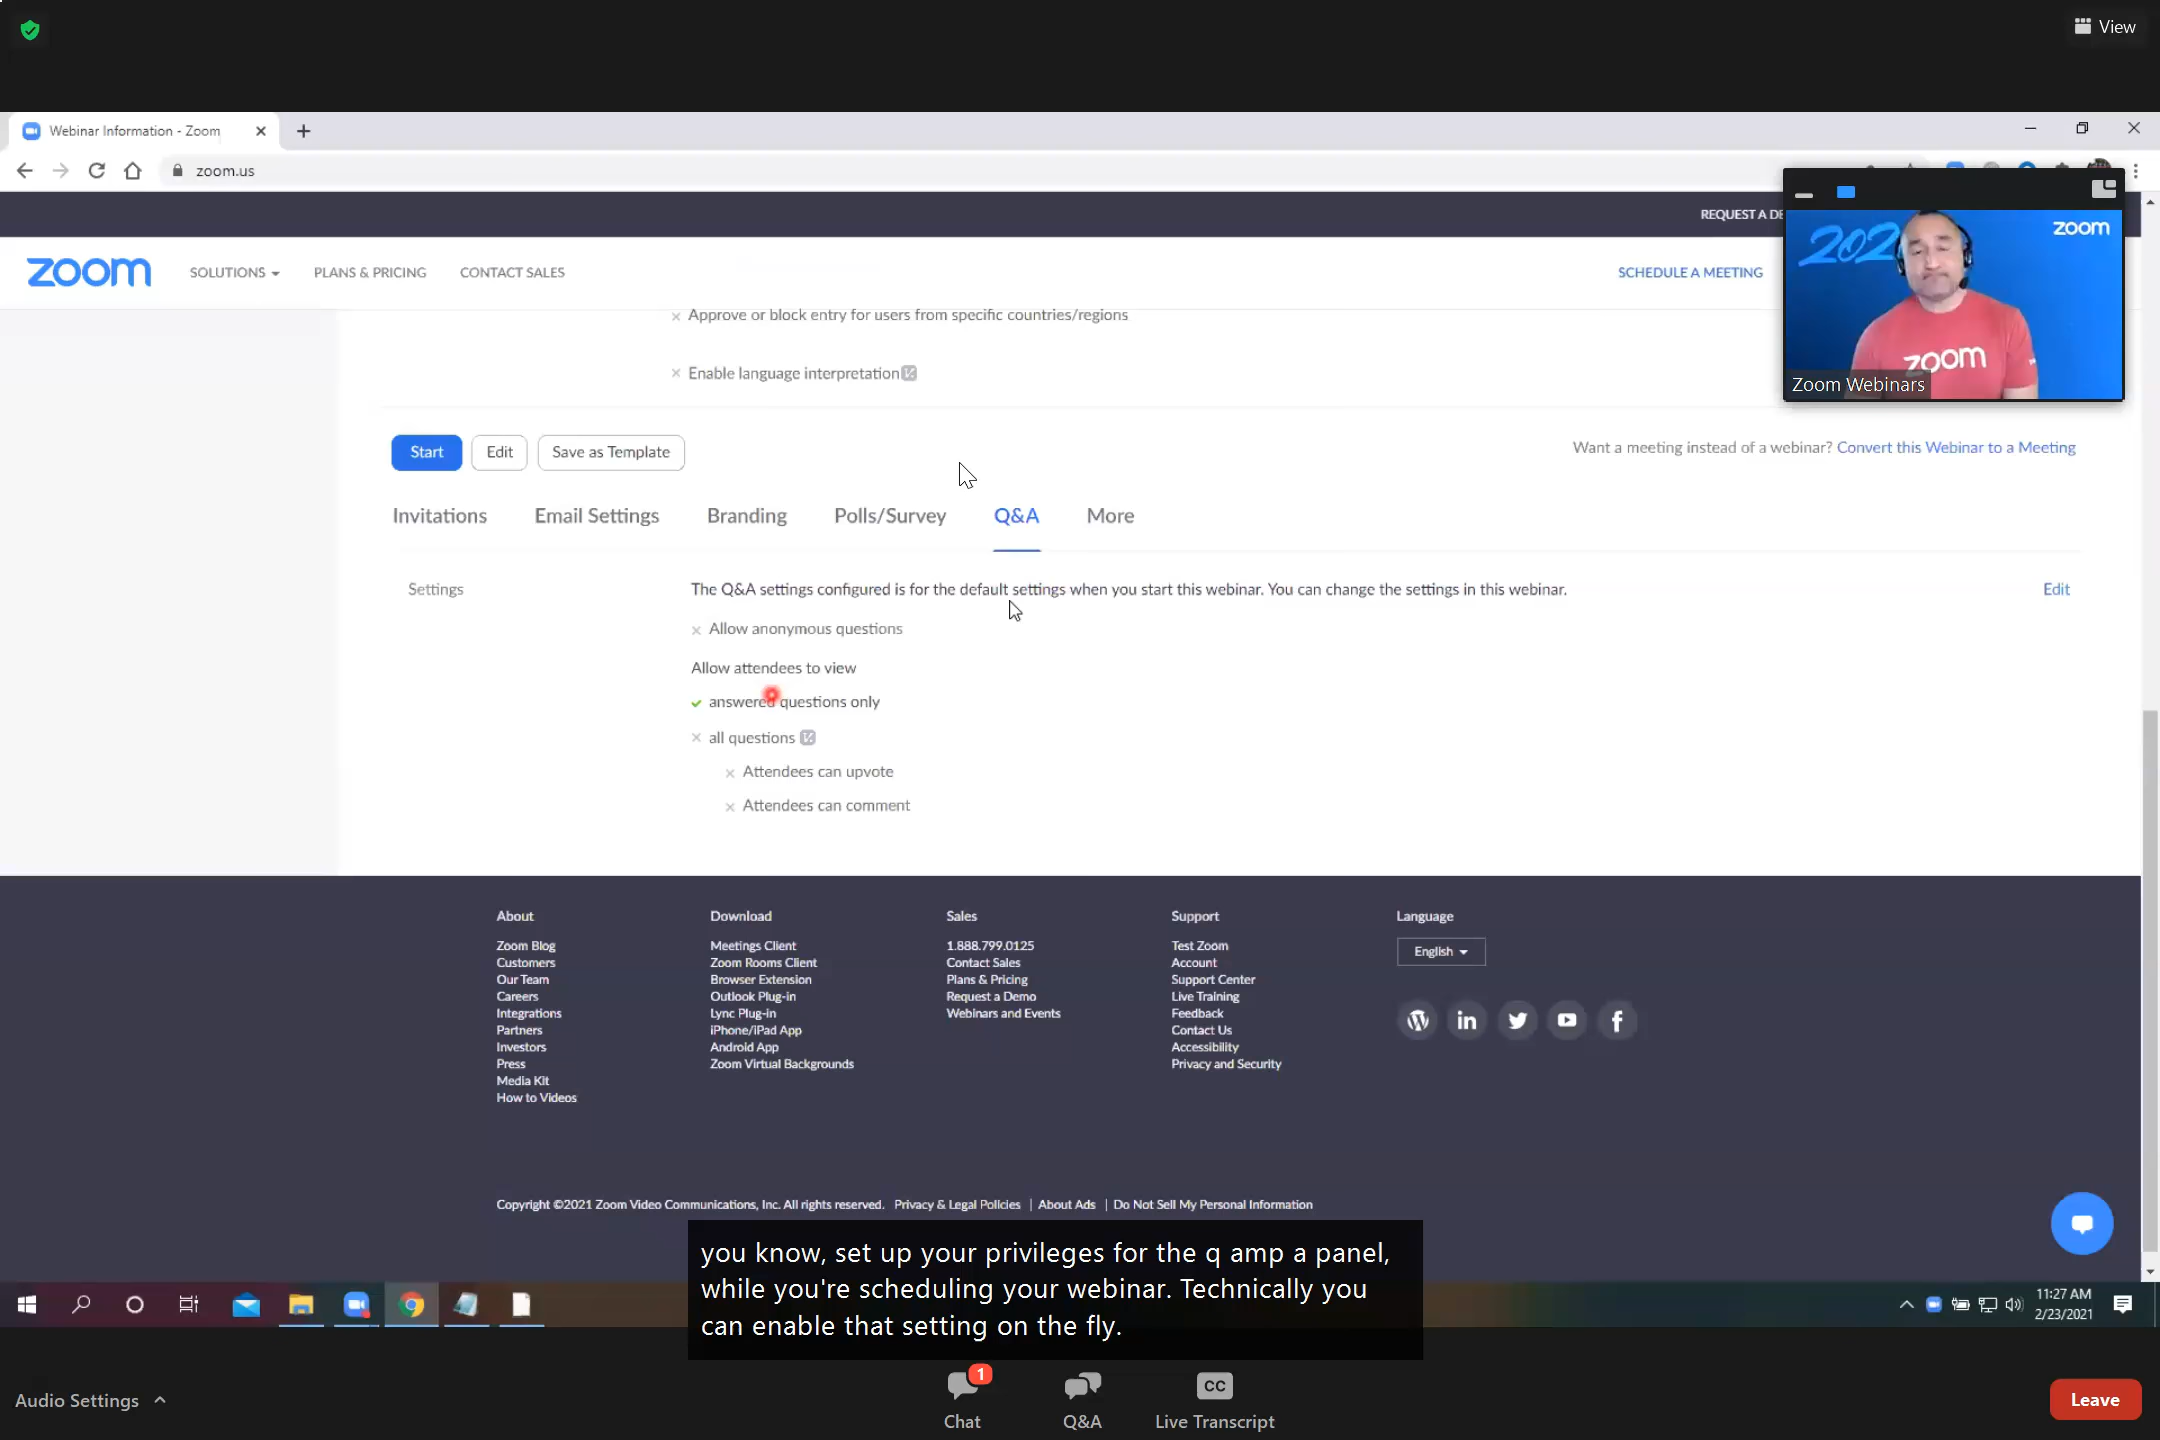 View
Webinar Information - Zoom
zoom.us
REQUEST A DE
zoom
SOLUTIONS
PLANS & PRICING
CONTACT SALES
SCHEDULE A MEETING
202
zoom
zoom
Zoom Webinars
Approve or block entry for users from specific countries/regions
Enable language interpretation
Start
Edit
Save as Template
Want a meeting instead of a webinar? Convert this Webinar to a Meeting
Invitations
Email Settings
Branding
Polls/Survey
Q&A
More
Settings
The Q&A settings configured is for the default settings when you start this webinar. You can change the settings in this webinar.
Edit
Allow anonymous questions
Allow attendees to view
answered questions only
all questions
Attendees can upvote
Attendees can comment
About
Zoom Blog
Customers
Our Team
Careers
Integrations
Partners
Investors
Press
Media Kit
How to Videos
Download
Meetings Client
Zoom Rooms Client
Browser Extension
Outlook Plug-in
Lync Plug-in
iPhone/iPad App
Android App
Zoom Virtual Backgrounds
Sales
1.888.799.0125
Contact Sales
Plans & Pricing
Request a Demo
Webinars and Events
Support
Test Zoom
Account
Support Center
Live Training
Feedback
Contact Us
Accessibility
Privacy and Security
Language
English
Copyright ©2021 Zoom Video Communications, Inc. All rights reserved. Privacy & Legal Policies | About Ads | Do Not Sell My Personal Information
you know, set up your privileges for the q amp a panel,
while you're scheduling your webinar. Technically you
can enable that setting on the fly.
11:27 AM
2/23/2021
Audio Settings
1
Chat
Q&A
CC
Live Transcript
Leave